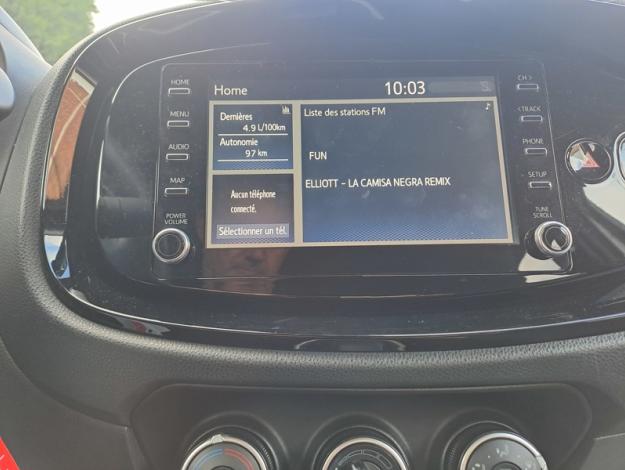 Home 10:03
Dernières
4.9 L/100km
Autonomie
97 km
Aucun téléphone
connecté.
Sélectionner un tél.
Liste des stations FM
FUN
ELLIOTT - LA CAMISA NEGRA REMIX
HOME
MENU
AUDIO
MAP
POWER
VOLUME
CH >
< TRACK
PHONE
SETUP
TUNE
SCROLL